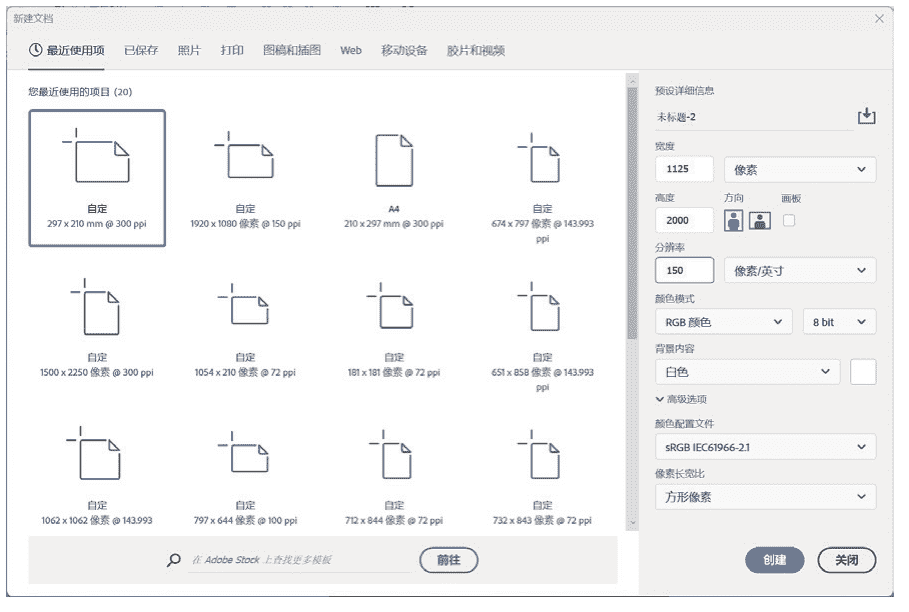 新建文档
最近使用项 已保存 照片 打印 图稿和插图 Web 移动设备 胶片和视频
您最近使用的项目 (20)
自定
297 x 210 mm @ 300 ppi
自定
1920 x 1080 像素 @ 150 ppi
A4
210 x 297 mm @ 300 ppi
自定
674 x 797 像素 @ 143.993
ppi
自定
1500 x 2250 像素 @ 300 ppi
自定
1054 x 210 像素 @ 72 ppi
自定
181 x 181 像素 @ 72 ppi
自定
651 x 858 像素 @ 143.993
ppi
自定
1062 x 1062 像素 @ 143.993
自定
797 x 644 像素 @ 100 ppi
自定
712 x 844 像素 @ 72 ppi
自定
732 x 843 像素 @ 72 ppi
在 Adobe Stock 上查找更多模板
前往
预设详细信息
未标题-2
宽度
1125 像素
高度 方向 画板
2000
分辨率
150 像素/英寸
颜色模式
RGB 颜色 8 bit
背景内容
白色
高级选项
颜色配置文件
sRGB IEC61966-2.1
像素长宽比
方形像素
创建 关闭